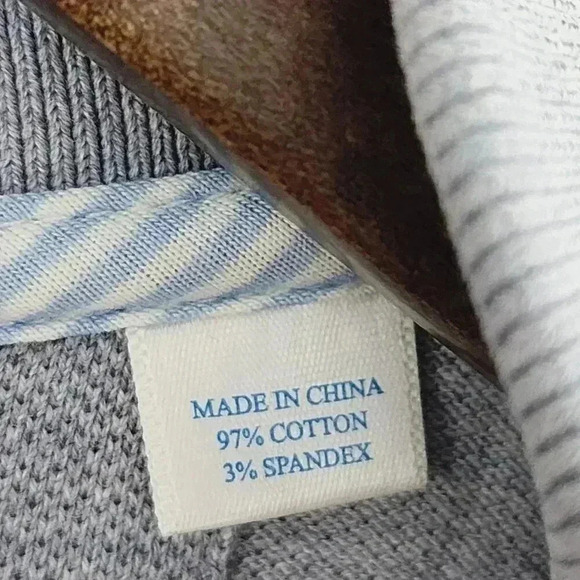 MADE IN CHINA
97% COTTON
3% SPANDEX